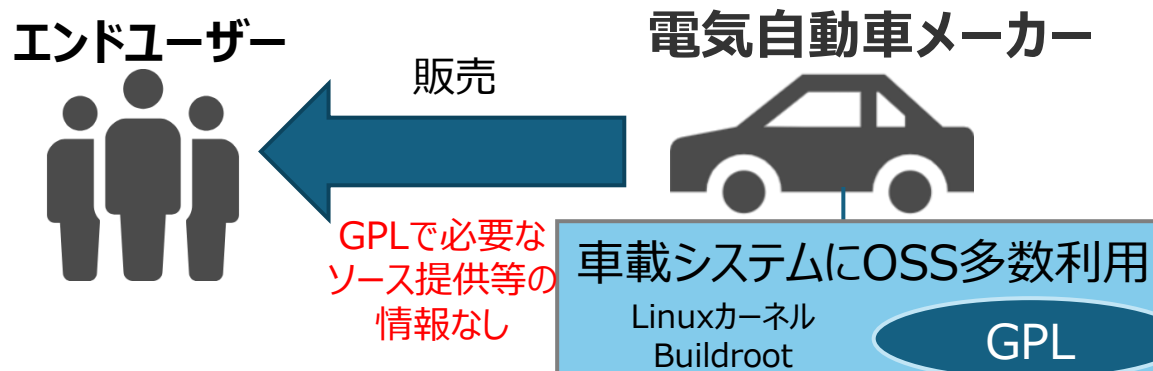 エンドユーザー
電気自動車メーカー
販売
GPLで必要な
ソース提供等の
情報なし
車載システムにOSS多数利用
Linuxカーネル
Buildroot
GPL